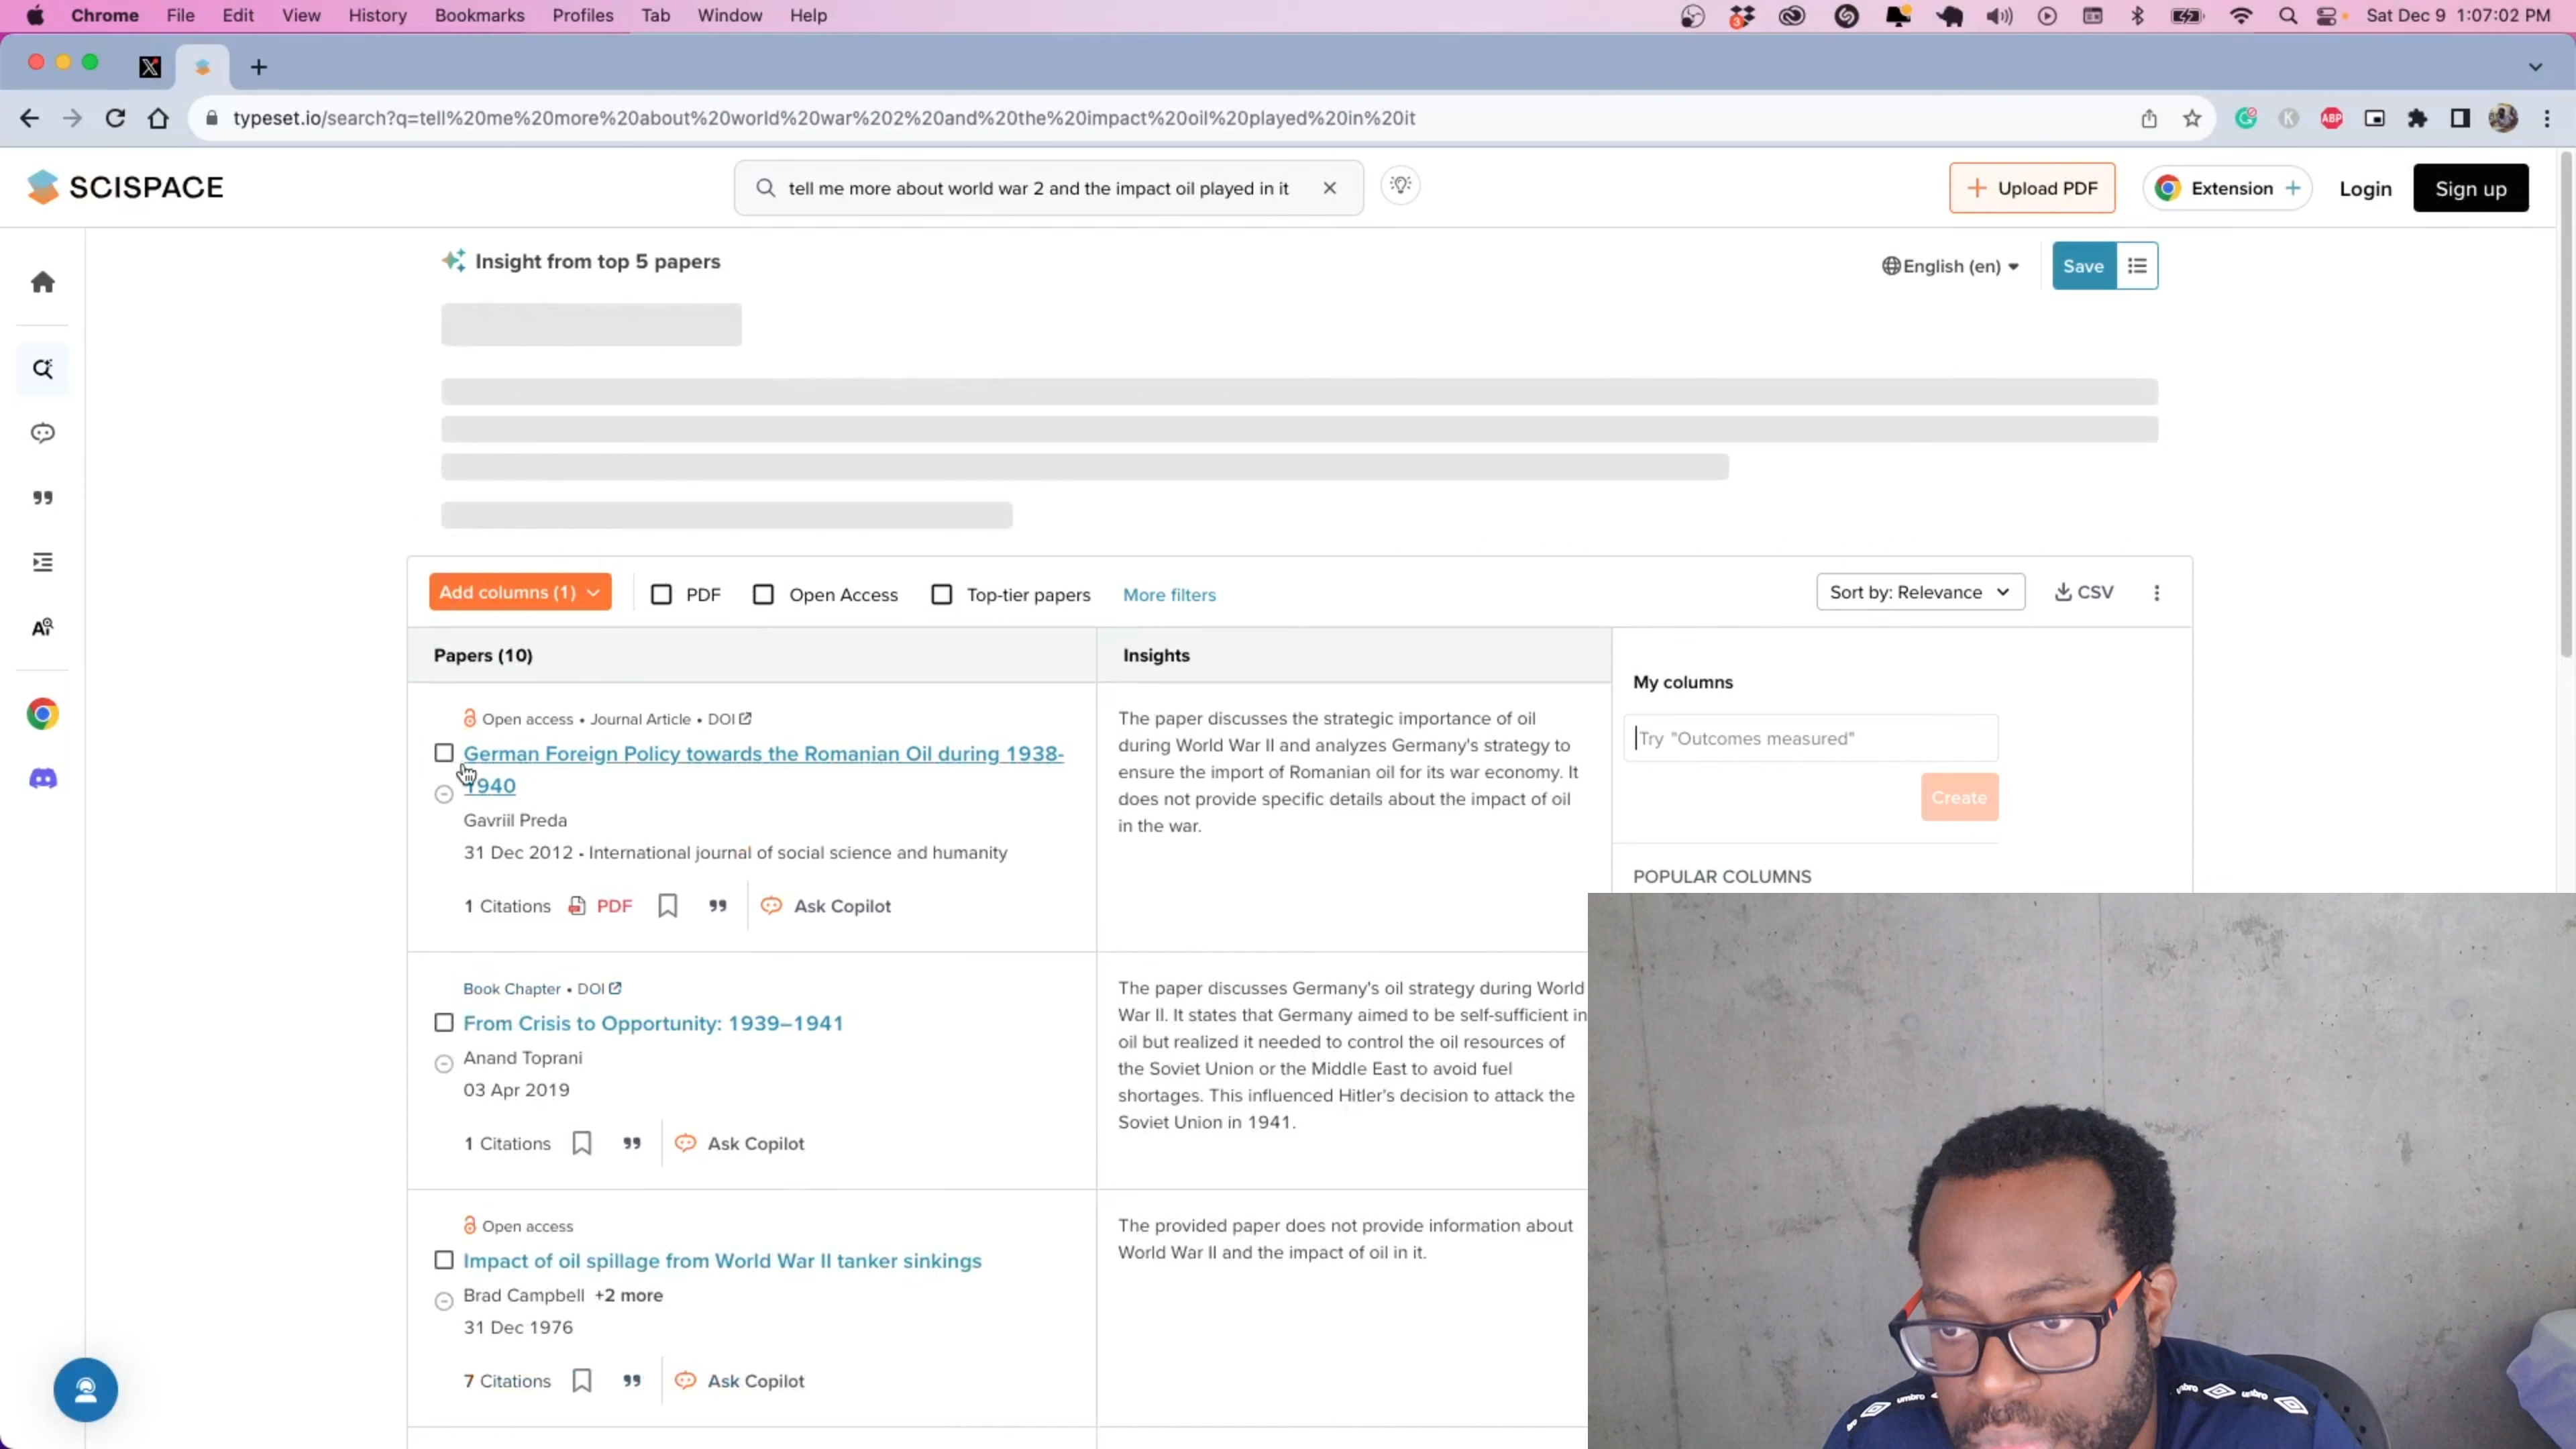 Chrome File Edit View History Bookmarks Profiles Tab Window Help
3
Sat Dec 9 1:07:02 PM
typeset.io/search?q=tell%20me%20more%20about%20world%20war%202%20and%20the%20impact%20oil%20played%20in%20it
K
ABP
SCISPACE
tell me more about world war 2 and the impact oil played in it
Upload PDF
Extension +
Login
Sign up
Insight from top 5 papers
English (en)
Save
Add columns (1)
PDF
Open Access
Top-tier papers
More filters
Sort by: Relevance
CSV
Papers (10)
Insights
My columns
Try "Outcomes measured"
Create
POPULAR COLUMNS
Open access • Journal Article • DOI
German Foreign Policy towards the Romanian Oil during 1938-
1940
Gavriil Preda
31 Dec 2012 - International journal of social science and humanity
1 Citations PDF Ask Copilot
The paper discusses the strategic importance of oil
during World War II and analyzes Germany's strategy to
ensure the import of Romanian oil for its war economy. It
does not provide specific details about the impact of oil
in the war.
Book Chapter • DOI
From Crisis to Opportunity: 1939–1941
Anand Toprani
03 Apr 2019
1 Citations Ask Copilot
The paper discusses Germany's oil strategy during World
War II. It states that Germany aimed to be self-sufficient in
oil but realized it needed to control the oil resources of
the Soviet Union or the Middle East to avoid fuel
shortages. This influenced Hitler's decision to attack the
Soviet Union in 1941.
Open access
Impact of oil spillage from World War II tanker sinkings
Brad Campbell +2 more
31 Dec 1976
7 Citations Ask Copilot
The provided paper does not provide information about
World War II and the impact of oil in it.
umbro
umbro
umbro